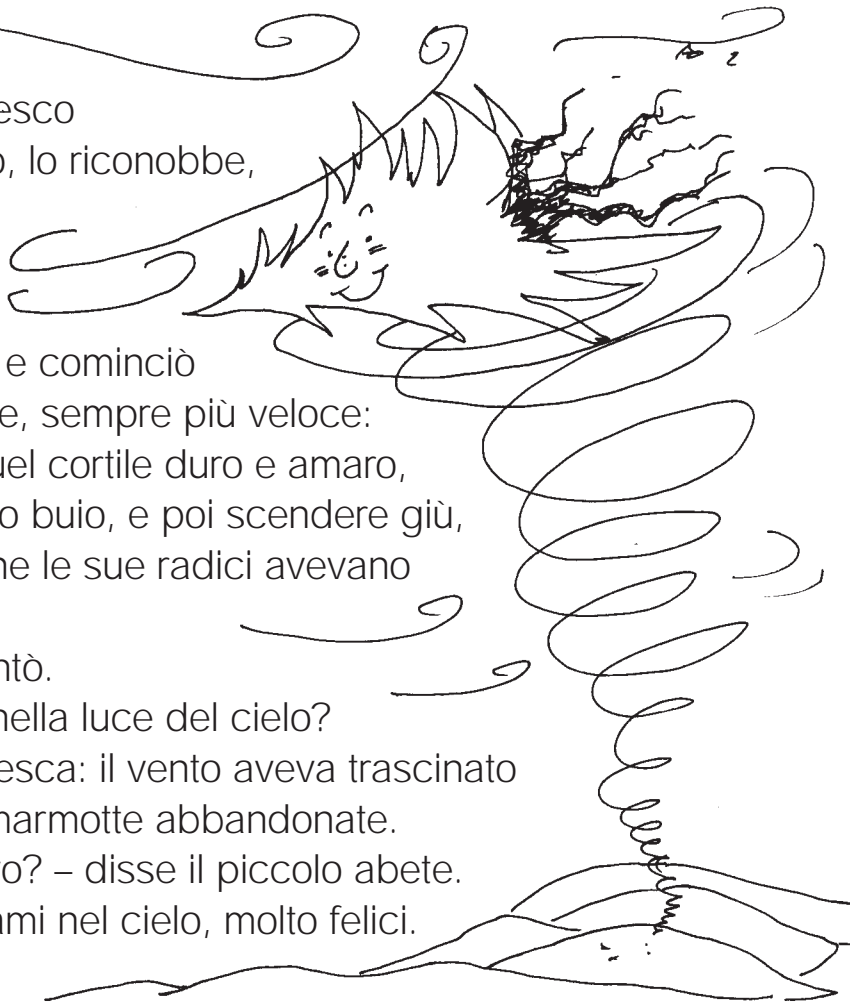 esco
, lo riconobbe,
e cominciò
e, sempre più veloce:
uel cortile duro e amaro,
o buio, e poi scendere giù,
ne le sue radici avevano
ntò.
nella luce del cielo?
esca: il vento aveva trascinato
marmotte abbandonate.
o? – disse il piccolo abete.
ami nel cielo, molto felici.